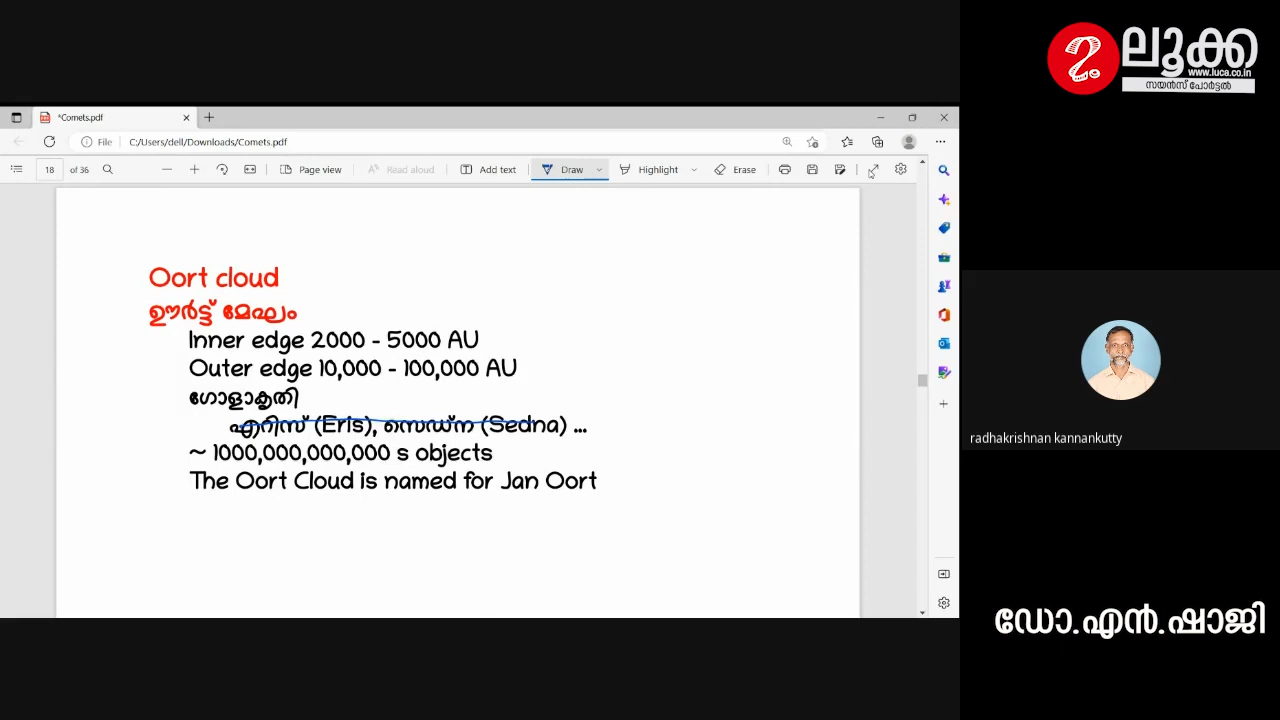 ലൂക്ക
www.luca.co.in
സയൻസ് പോർട്ടൽ
*Comets.pdf
File C:/Users/dell/Downloads/Comets.pdf
18 of 36 Page view Read aloud Add text Draw Highlight Erase
Oort cloud
ഊർട്ട് മേഘം
Inner edge 2000 - 5000 AU
Outer edge 10,000 - 100,000 AU
ഗോളാകൃതി
എറിസ് (Eris), സെഡ്ന (Sedna) ...
~ 1000,000,000,000 s objects
The Oort Cloud is named for Jan Oort
radhakrishnan kannankutty
ഡോ.എൻ.ഷാജി